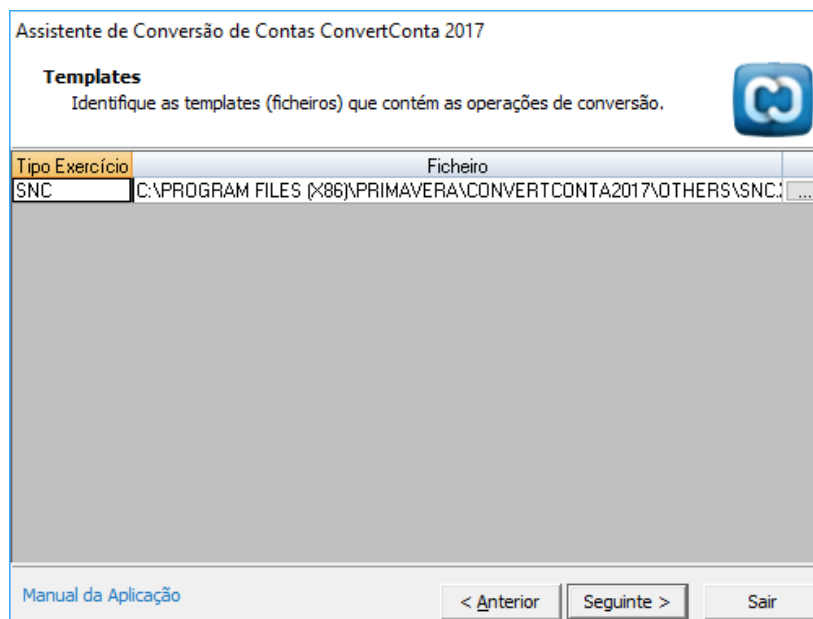 Assistente de Conversão de Contas ConvertConta 2017
Templates
Identifique as templates (ficheiros) que contém as operações de conversão.
Tipo Exercício Ficheiro
SNC C:\PROGRAM FILES (X86)\PRIMAVERA\CONVERTCONTA2017\OTHERS\SNC. ...
Manual da Aplicação < Anterior Seguinte > Sair